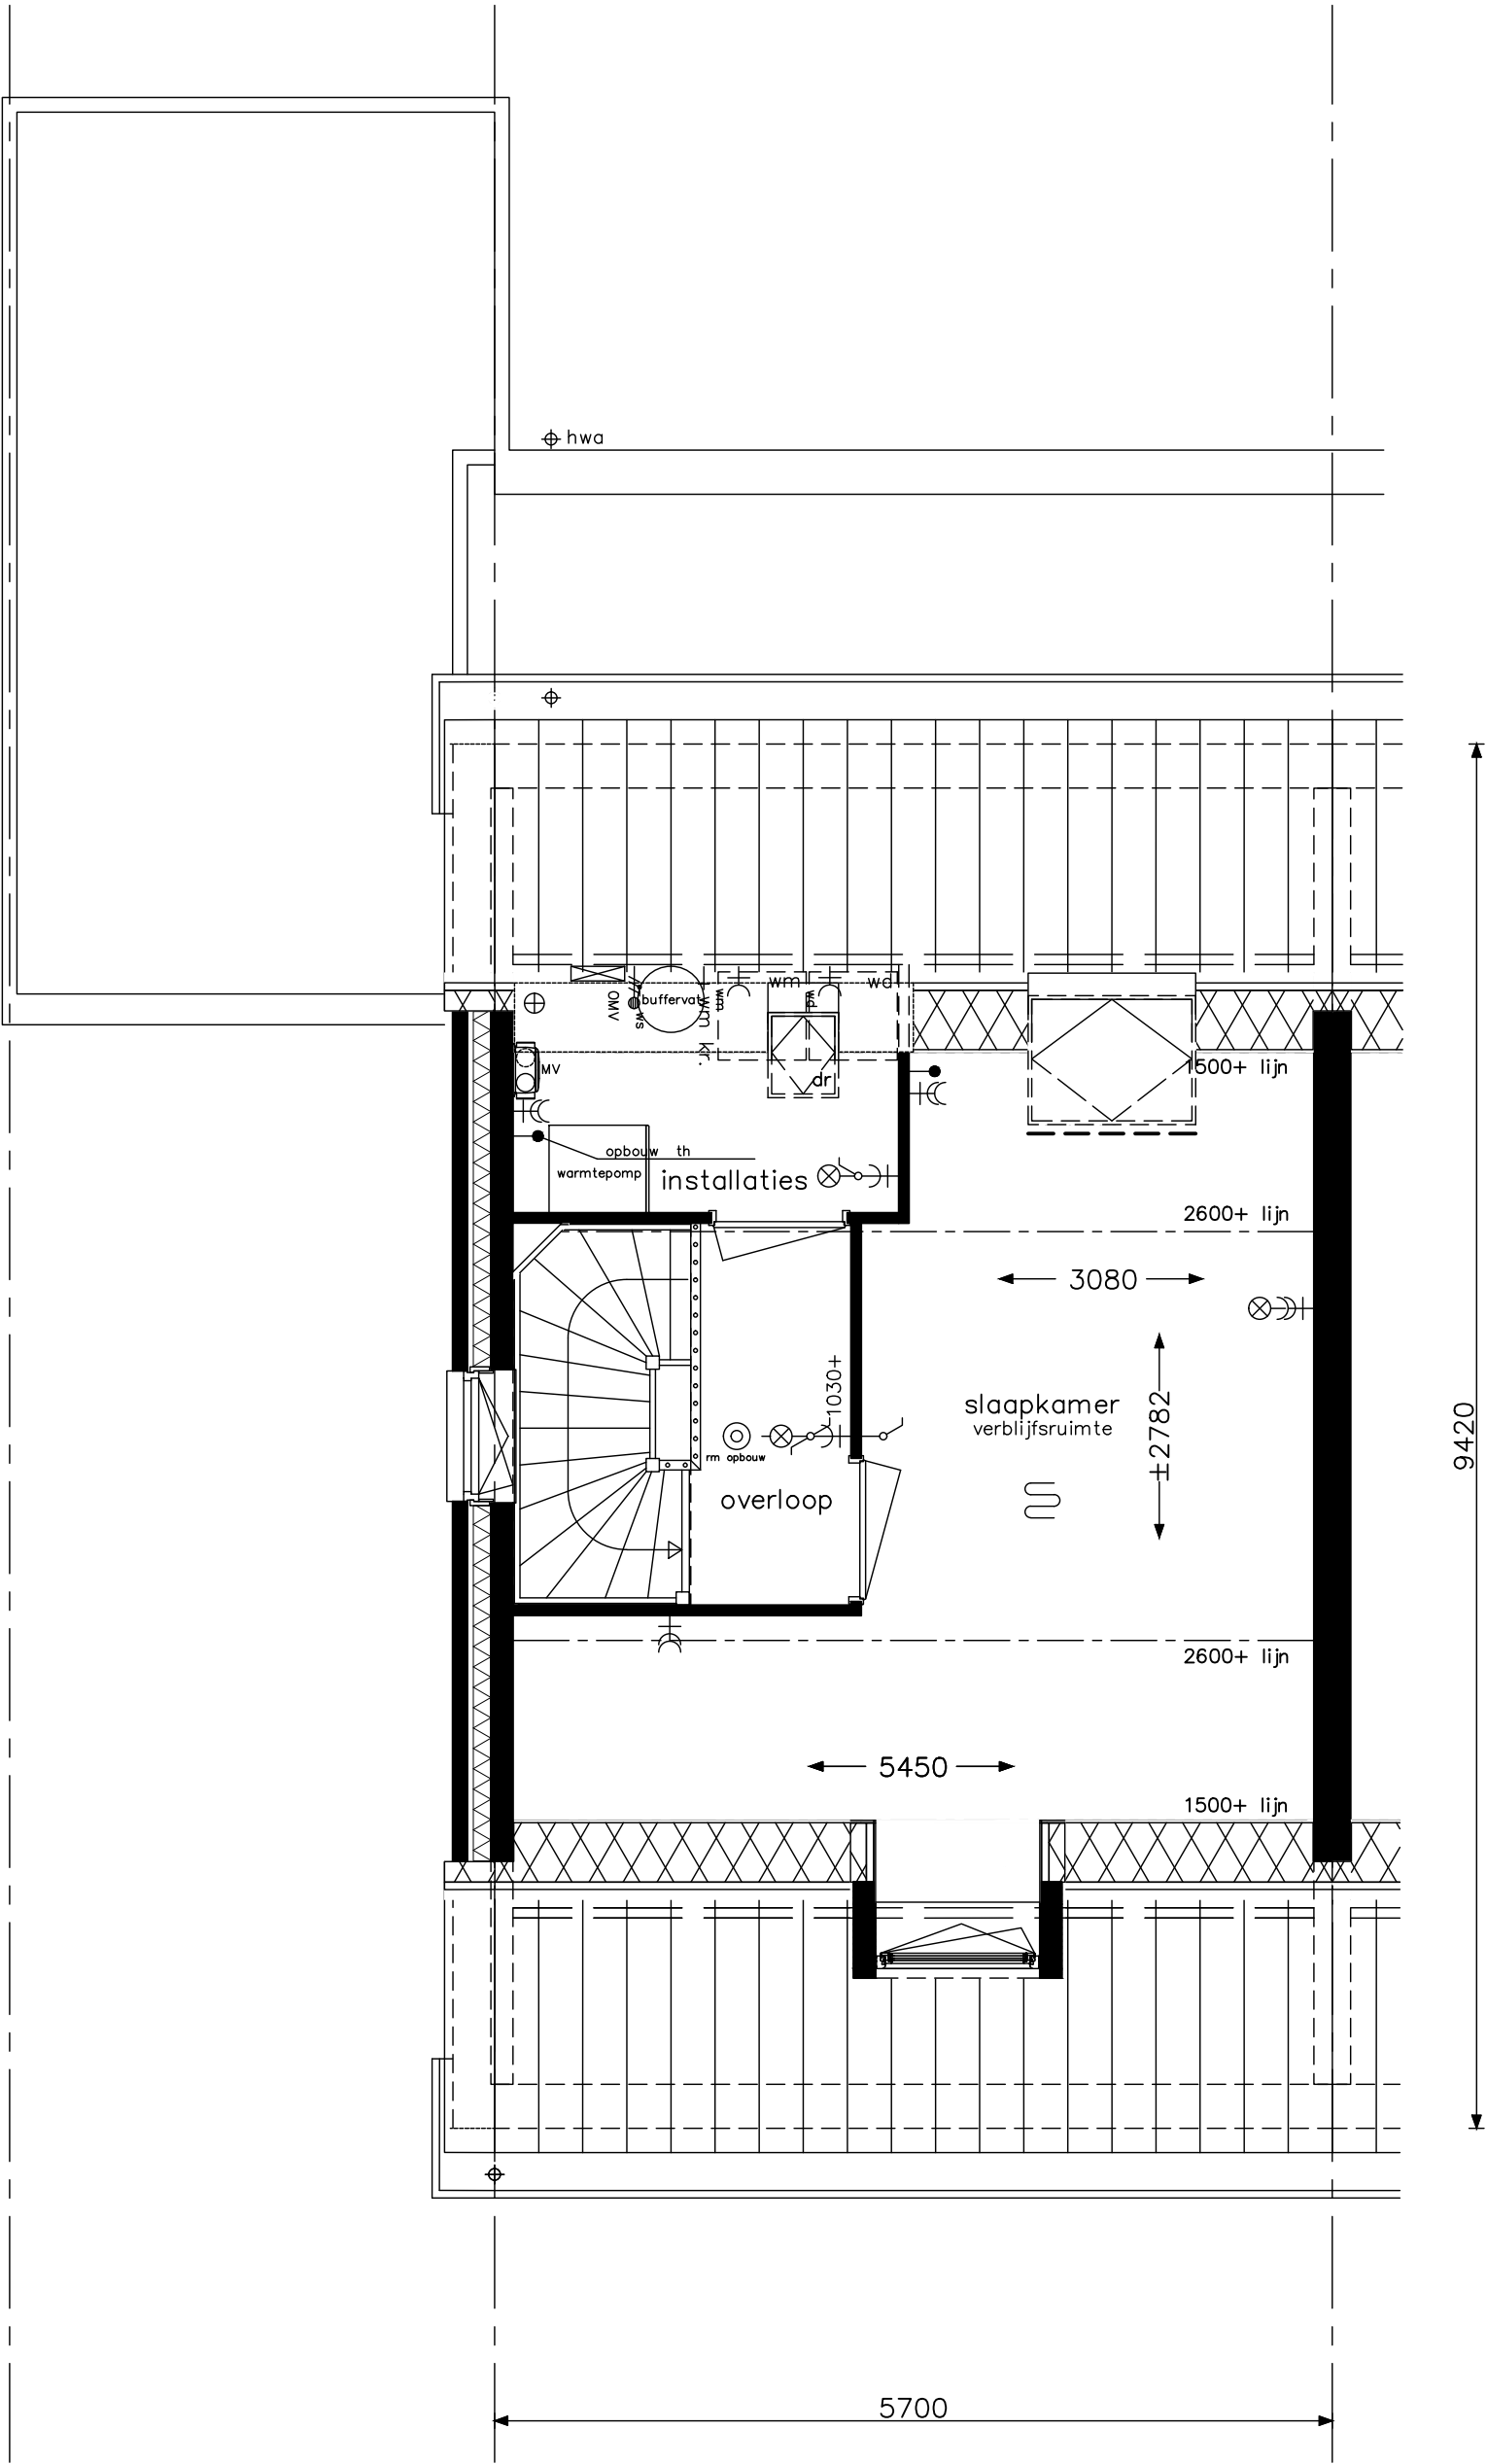 hwa
wm
wd
OMV
ws
buffervat
wm kr.
wm
wd
MV
dr
1500+ lijn
opbouw th
warmtepomp
installaties
2600+ lijn
3080
1030+
slaapkamer
verblijfsruimte
±2782
9420
rm opbouw
overloop
2600+ lijn
5450
1500+ lijn
5700